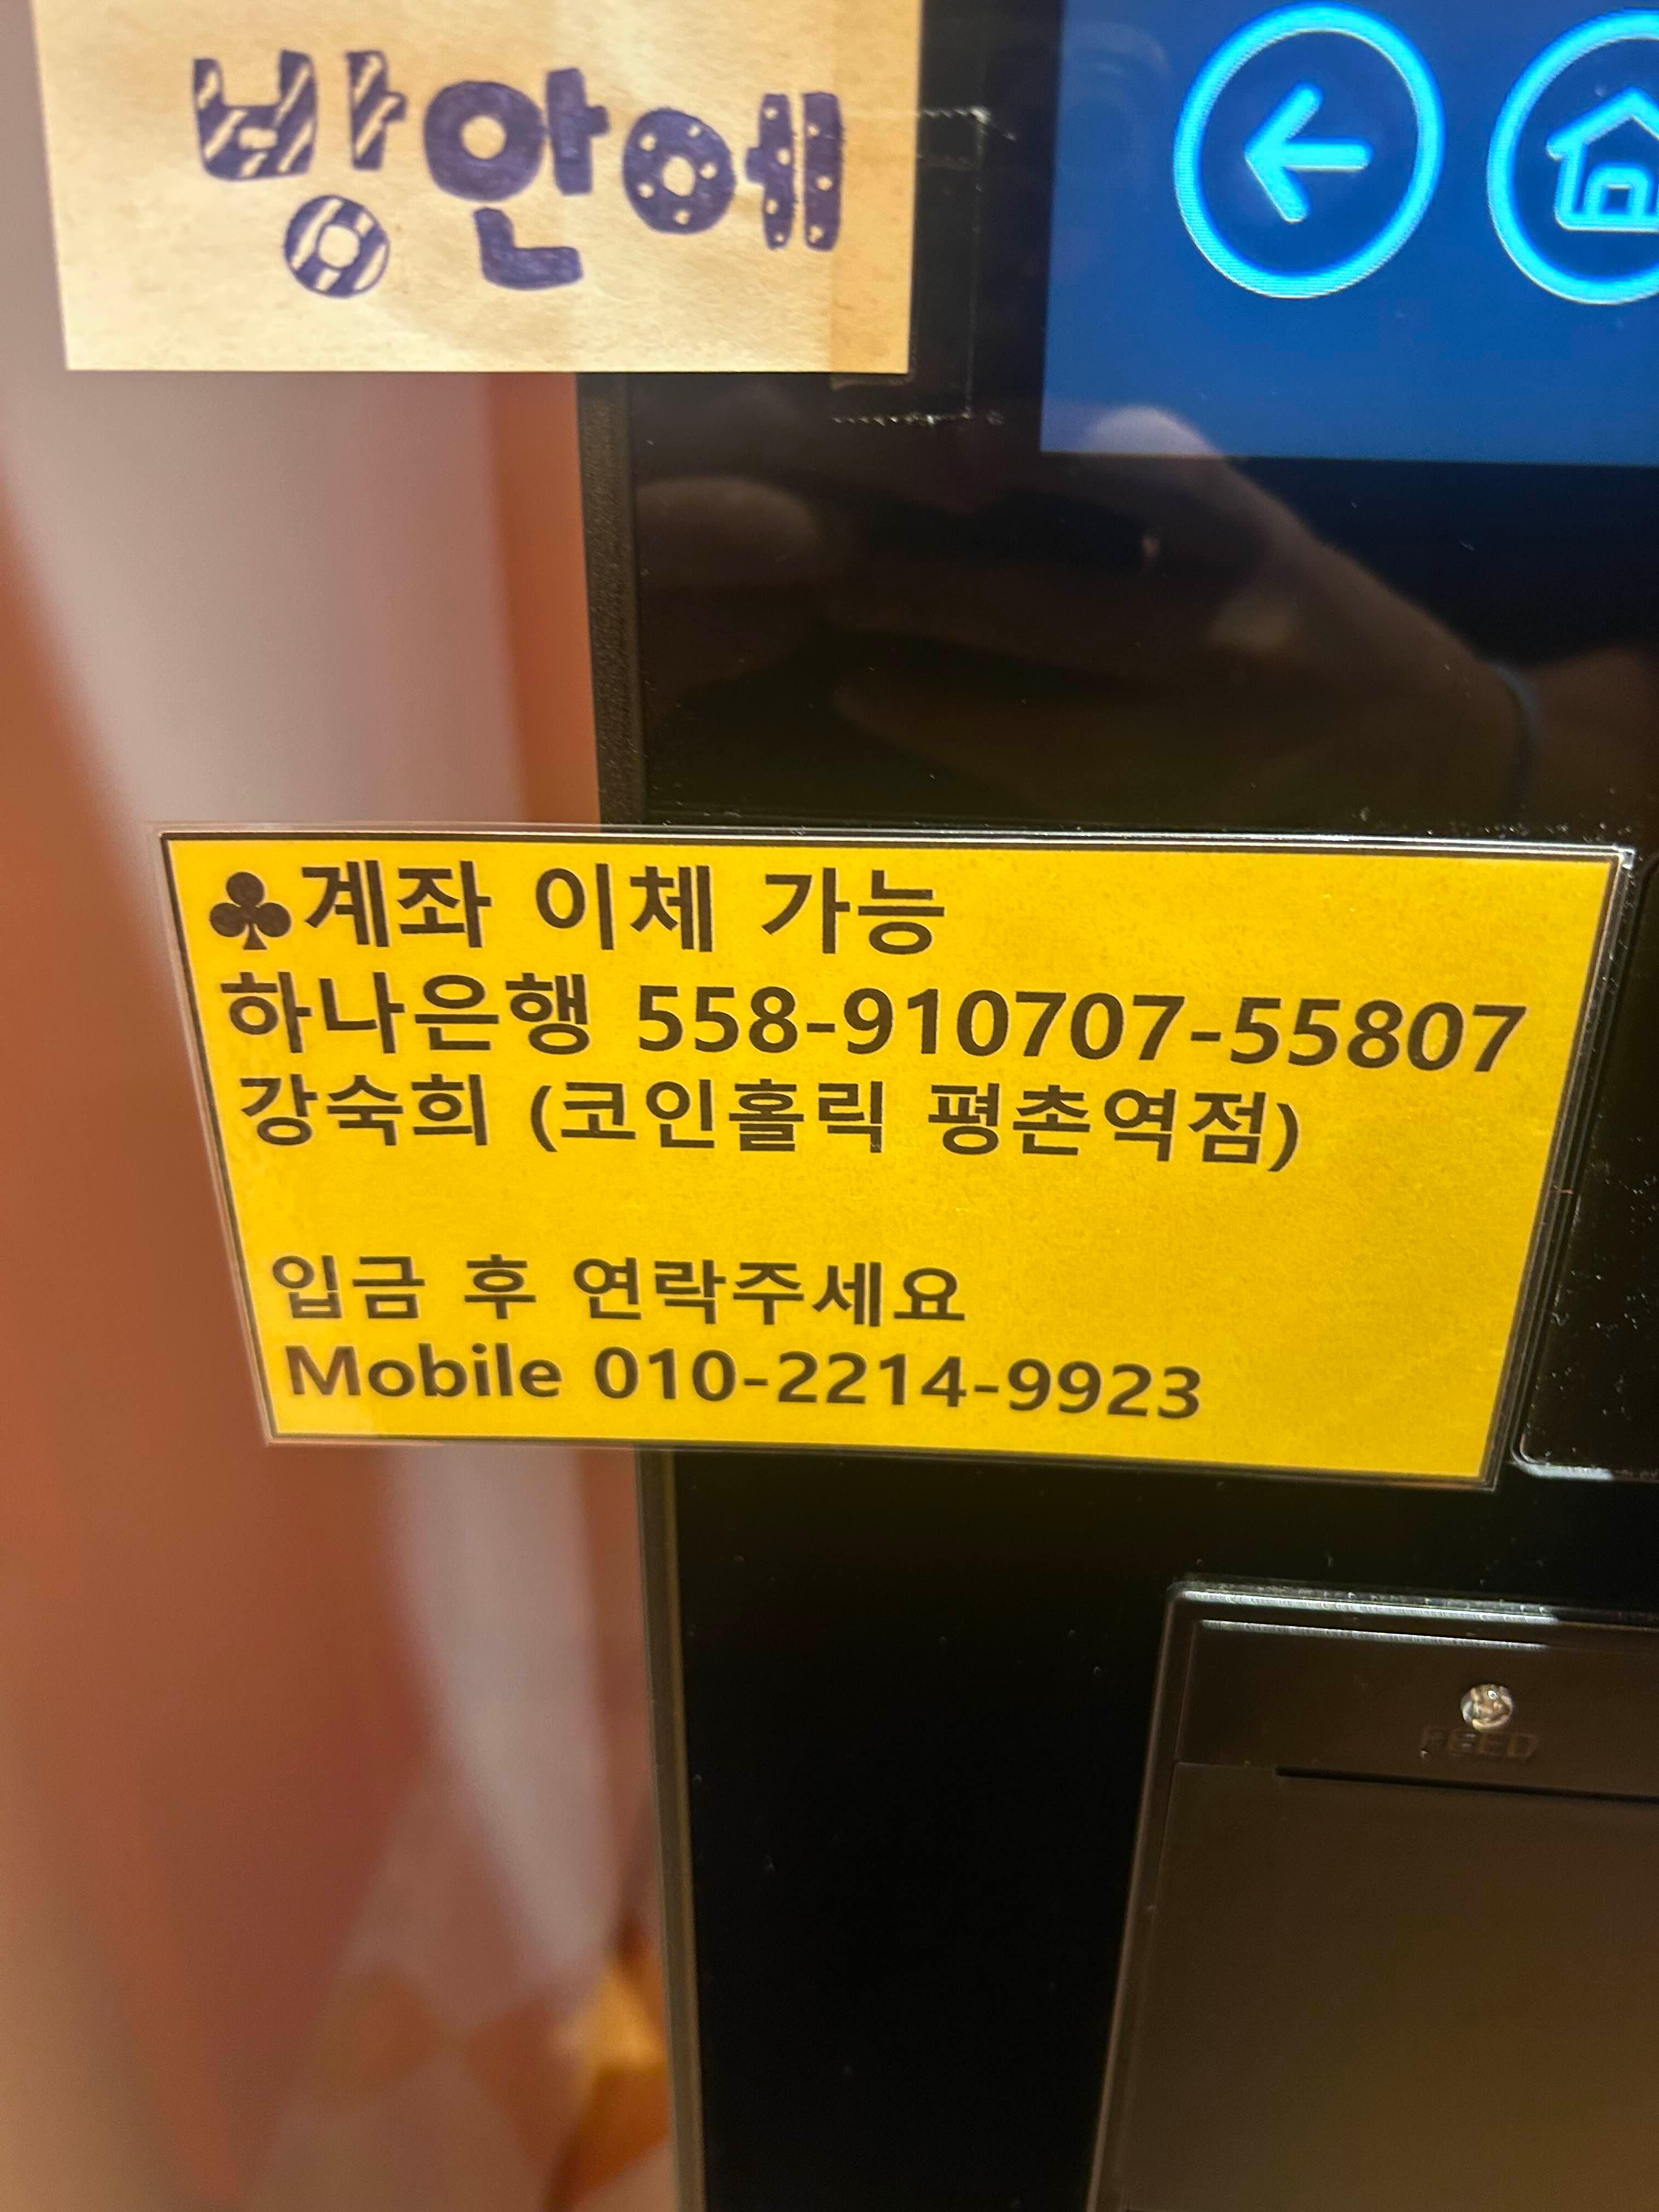 방안에
♣계좌 이체 가능
하나은행 558-910707-55807
강숙희 (코인홀릭 평촌역점)
입금 후 연락주세요
Mobile 010-2214-9923
FEED